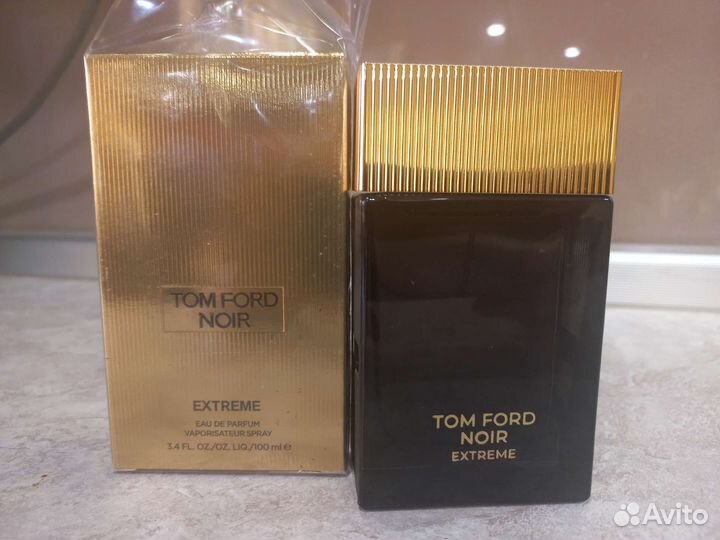 TOM FORD
NOIR
EXTREME
EAU DE PARFUM
VAPORISATEUR SPRAY
3.4 FL. OZ./OZ. LIQ./100 ml e
TOM FORD
NOIR
EXTREME
Avito